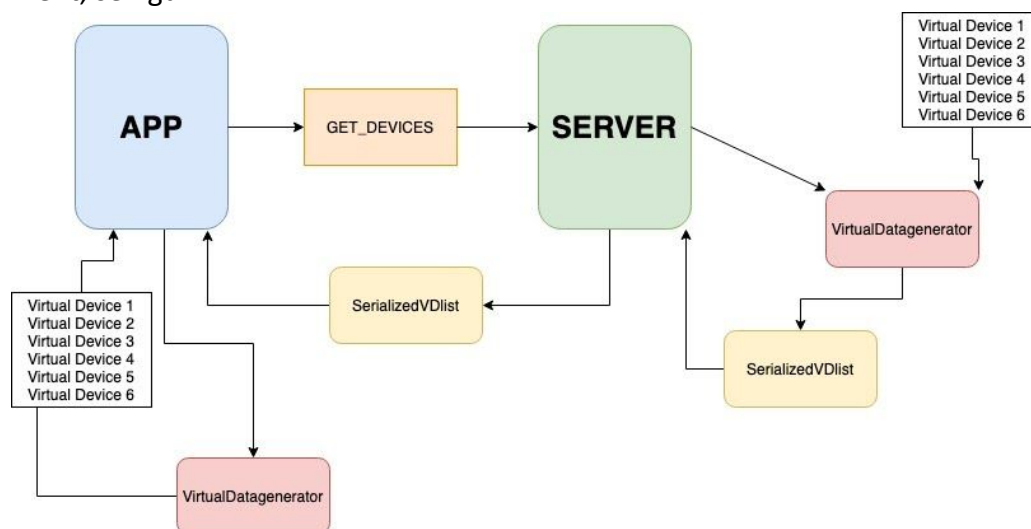 Virtual Device 1
Virtual Device 2
Virtual Device 3
Virtual Device 4
Virtual Device 5
Virtual Device 6
APP
GET_DEVICES
SERVER
VirtualDatagenerator
SerializedVDlist
Virtual Device 1
Virtual Device 2
Virtual Device 3
Virtual Device 4
Virtual Device 5
Virtual Device 6
SerializedVDlist
VirtualDatagenerator